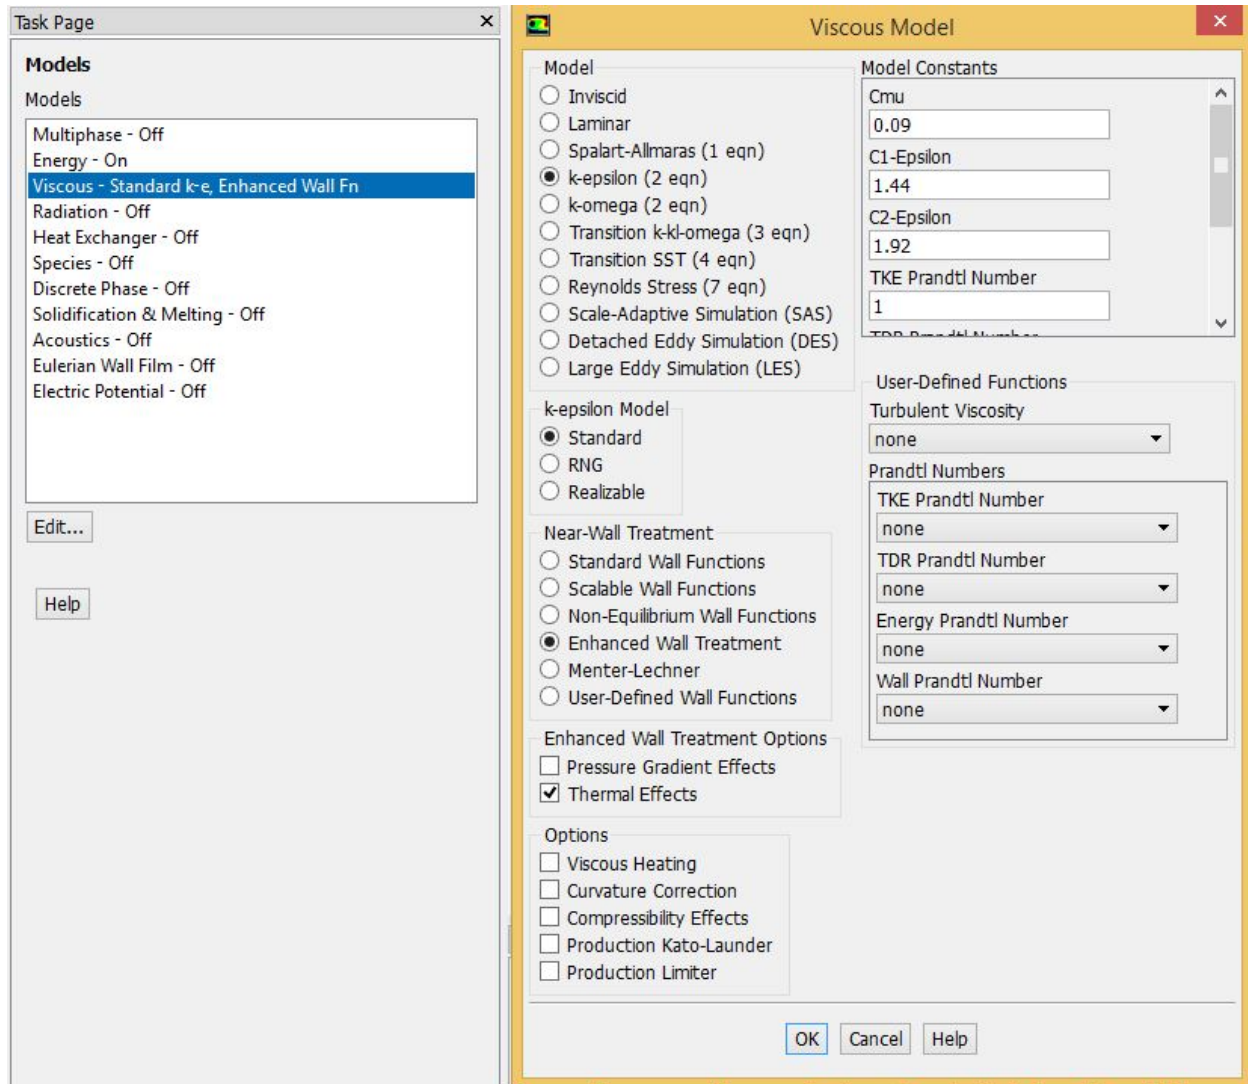 Task Page
Models
Models
Multiphase - Off
Energy - On
Viscous - Standard k-e, Enhanced Wall Fn
Radiation - Off
Heat Exchanger - Off
Species - Off
Discrete Phase - Off
Solidification & Melting - Off
Acoustics - Off
Eulerian Wall Film - Off
Electric Potential - Off
Edit...
Help
Viscous Model
Model
Inviscid
Laminar
Spalart-Allmaras (1 eqn)
k-epsilon (2 eqn)
k-omega (2 eqn)
Transition k-kl-omega (3 eqn)
Transition SST (4 eqn)
Reynolds Stress (7 eqn)
Scale-Adaptive Simulation (SAS)
Detached Eddy Simulation (DES)
Large Eddy Simulation (LES)
k-epsilon Model
Standard
RNG
Realizable
Near-Wall Treatment
Standard Wall Functions
Scalable Wall Functions
Non-Equilibrium Wall Functions
Enhanced Wall Treatment
Menter-Lechner
User-Defined Wall Functions
Enhanced Wall Treatment Options
Pressure Gradient Effects
Thermal Effects
Options
Viscous Heating
Curvature Correction
Compressibility Effects
Production Kato-Launder
Production Limiter
Model Constants
Cmu
0.09
C1-Epsilon
1.44
C2-Epsilon
1.92
TKE Prandtl Number
1
TDR Prandtl Number
User-Defined Functions
Turbulent Viscosity
none
Prandtl Numbers
TKE Prandtl Number
none
TDR Prandtl Number
none
Energy Prandtl Number
none
Wall Prandtl Number
none
OK
Cancel
Help